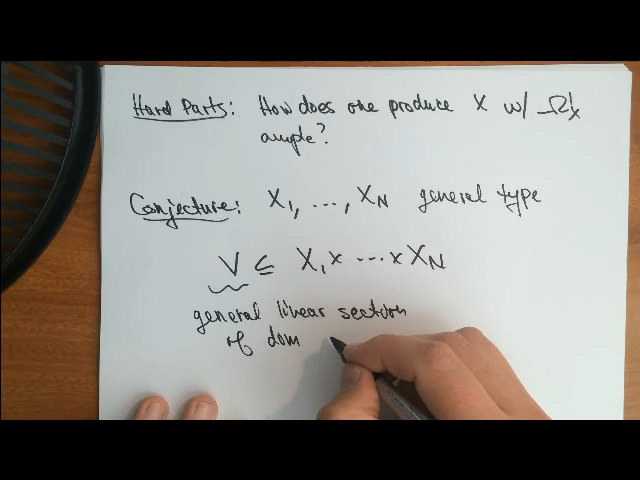 Hard Parts: How does one produce X w/ Ω¹x
ample?
Conjecture: X₁, ..., X_N general type
V ⊆ X₁ × ... × X_N
general linear section
of dim